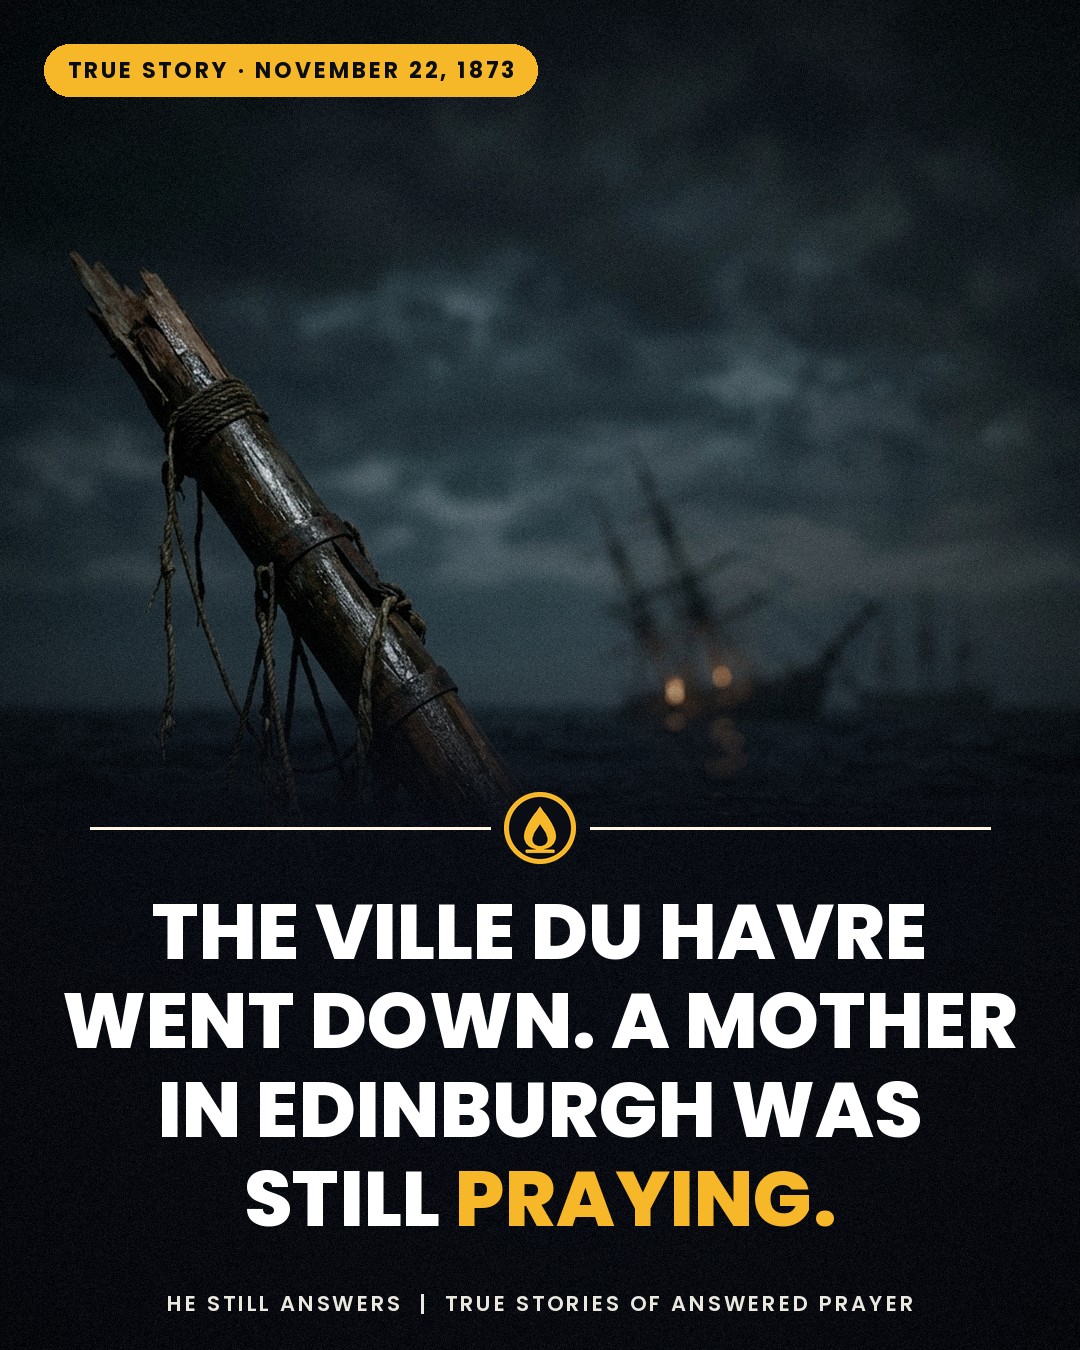 TRUE STORY · NOVEMBER 22, 1873
THE VILLE DU HAVRE
WENT DOWN. A MOTHER
IN EDINBURGH WAS
STILL PRAYING.
HE STILL ANSWERS | TRUE STORIES OF ANSWERED PRAYER